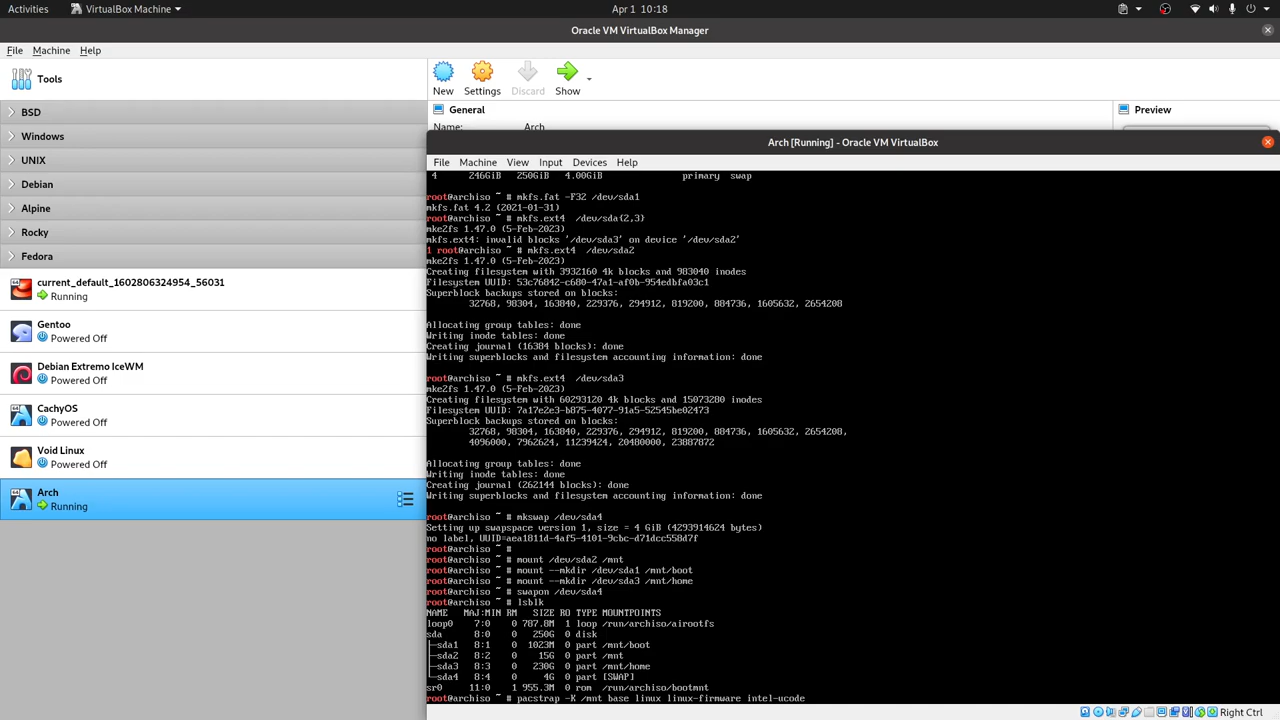 Activities VirtualBox Machine Apr 1 10:18
Oracle VM VirtualBox Manager
File Machine Help
Tools
New Settings Discard Show
BSD
Windows
UNIX
Debian
Alpine
Rocky
Fedora
current_default_1602806324954_56031
Running
Gentoo
Powered Off
Debian Extremo IceWM
Powered Off
CachyOS
Powered Off
Void Linux
Powered Off
Arch
Running
General
Name: Arch
Preview
Arch [Running] - Oracle VM VirtualBox
File Machine View Input Devices Help
4 246GiB 250GiB 4.00GiB primary swap
root@archiso ~ # mkfs.fat -F32 /dev/sda1
mkfs.fat 4.2 (2021-01-31)
root@archiso ~ # mkfs.ext4 /dev/sda{2,3}
mke2fs 1.47.0 (5-Feb-2023)
mkfs.ext4: invalid blocks '/dev/sda3' on device '/dev/sda2'
1 root@archiso ~ # mkfs.ext4 /dev/sda2
mke2fs 1.47.0 (5-Feb-2023)
Creating filesystem with 3932160 4k blocks and 983040 inodes
Filesystem UUID: 53c76842-c680-47a1-af0b-954edbfa03c1
Superblock backups stored on blocks:
32768, 98304, 163840, 229376, 294912, 819200, 884736, 1605632, 2654208
Allocating group tables: done
Writing inode tables: done
Creating journal (16384 blocks): done
Writing superblocks and filesystem accounting information: done
root@archiso ~ # mkfs.ext4 /dev/sda3
mke2fs 1.47.0 (5-Feb-2023)
Creating filesystem with 60293120 4k blocks and 15073280 inodes
Filesystem UUID: 7a17e2e3-b875-4077-91a5-52545be02473
Superblock backups stored on blocks:
32768, 98304, 163840, 229376, 294912, 819200, 884736, 1605632, 2654208,
4096000, 7962624, 11239424, 20480000, 23887872
Allocating group tables: done
Writing inode tables: done
Creating journal (262144 blocks): done
Writing superblocks and filesystem accounting information: done
root@archiso ~ # mkswap /dev/sda4
Setting up swapspace version 1, size = 4 GiB (4293914624 bytes)
no label, UUID=aea1811d-4af5-4101-9cbc-d71dcc558d7f
root@archiso ~ #
root@archiso ~ # mount /dev/sda2 /mnt
root@archiso ~ # mount --mkdir /dev/sda1 /mnt/boot
root@archiso ~ # mount --mkdir /dev/sda3 /mnt/home
root@archiso ~ # swapon /dev/sda4
root@archiso ~ # lsblk
NAME MAJ:MIN RM SIZE RO TYPE MOUNTPOINTS
loop0 7:0 0 787.8M 1 loop /run/archiso/airootfs
sda 8:0 0 250G 0 disk
├─sda1 8:1 0 1023M 0 part /mnt/boot
├─sda2 8:2 0 15G 0 part /mnt
├─sda3 8:3 0 230G 0 part /mnt/home
└─sda4 8:4 0 4G 0 part [SWAP]
sr0 11:0 1 955.3M 0 rom /run/archiso/bootmnt
root@archiso ~ # pacstrap -K /mnt base linux linux-firmware intel-ucode
Right Ctrl